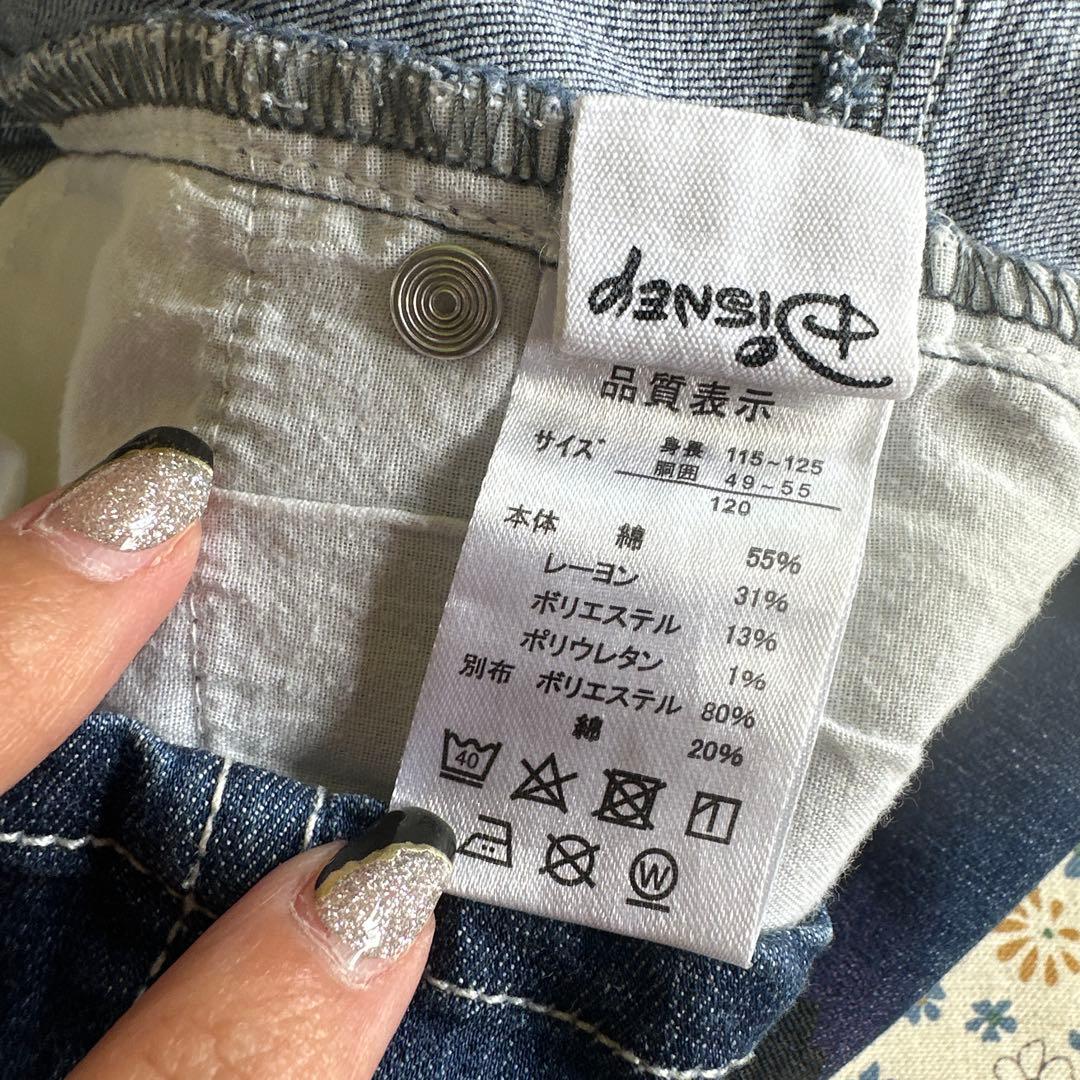 Disney
品質表示
サイズ 身長 115~125
胴囲 49~55
120
本体 綿 55%
レーヨン 31%
ポリエステル 13%
ポリウレタン 1%
別布 ポリエステル 80%
綿 20%
40
W